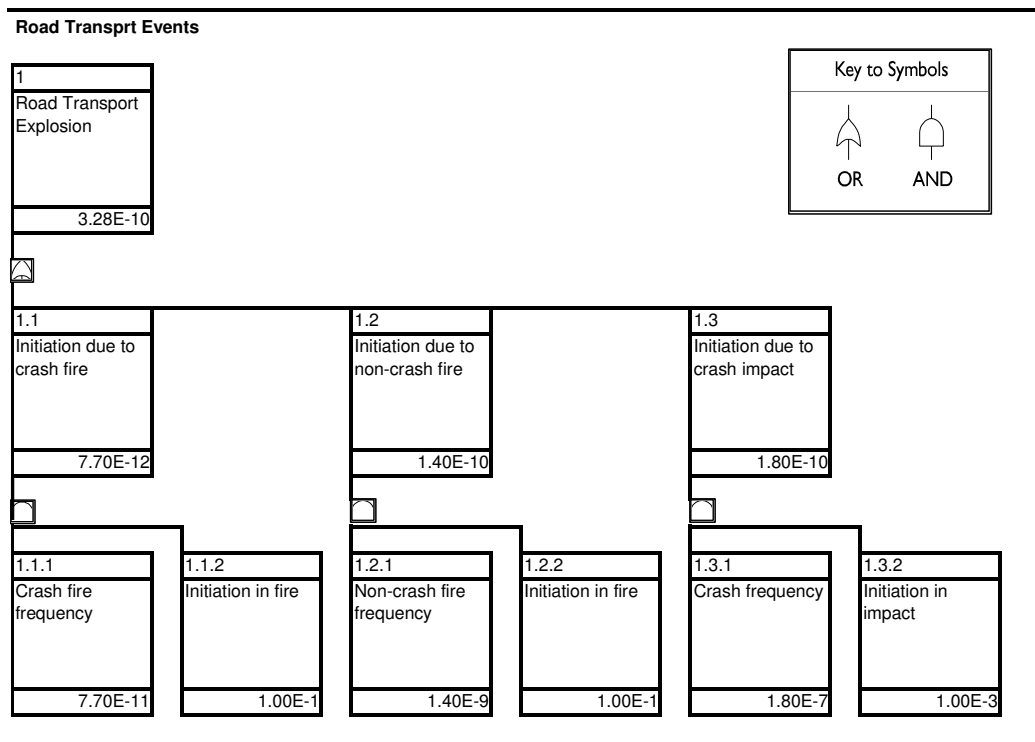 Road Transprt Events
Key to Symbols
OR AND
1
Road Transport
Explosion
3.28E-10
1.1
Initiation due to
crash fire
7.70E-12
1.2
Initiation due to
non-crash fire
1.40E-10
1.3
Initiation due to
crash impact
1.80E-10
1.1.1
Crash fire
frequency
7.70E-11
1.1.2
Initiation in fire
1.00E-1
1.2.1
Non-crash fire
frequency
1.40E-9
1.2.2
Initiation in fire
1.00E-1
1.3.1
Crash frequency
1.80E-7
1.3.2
Initiation in
impact
1.00E-3